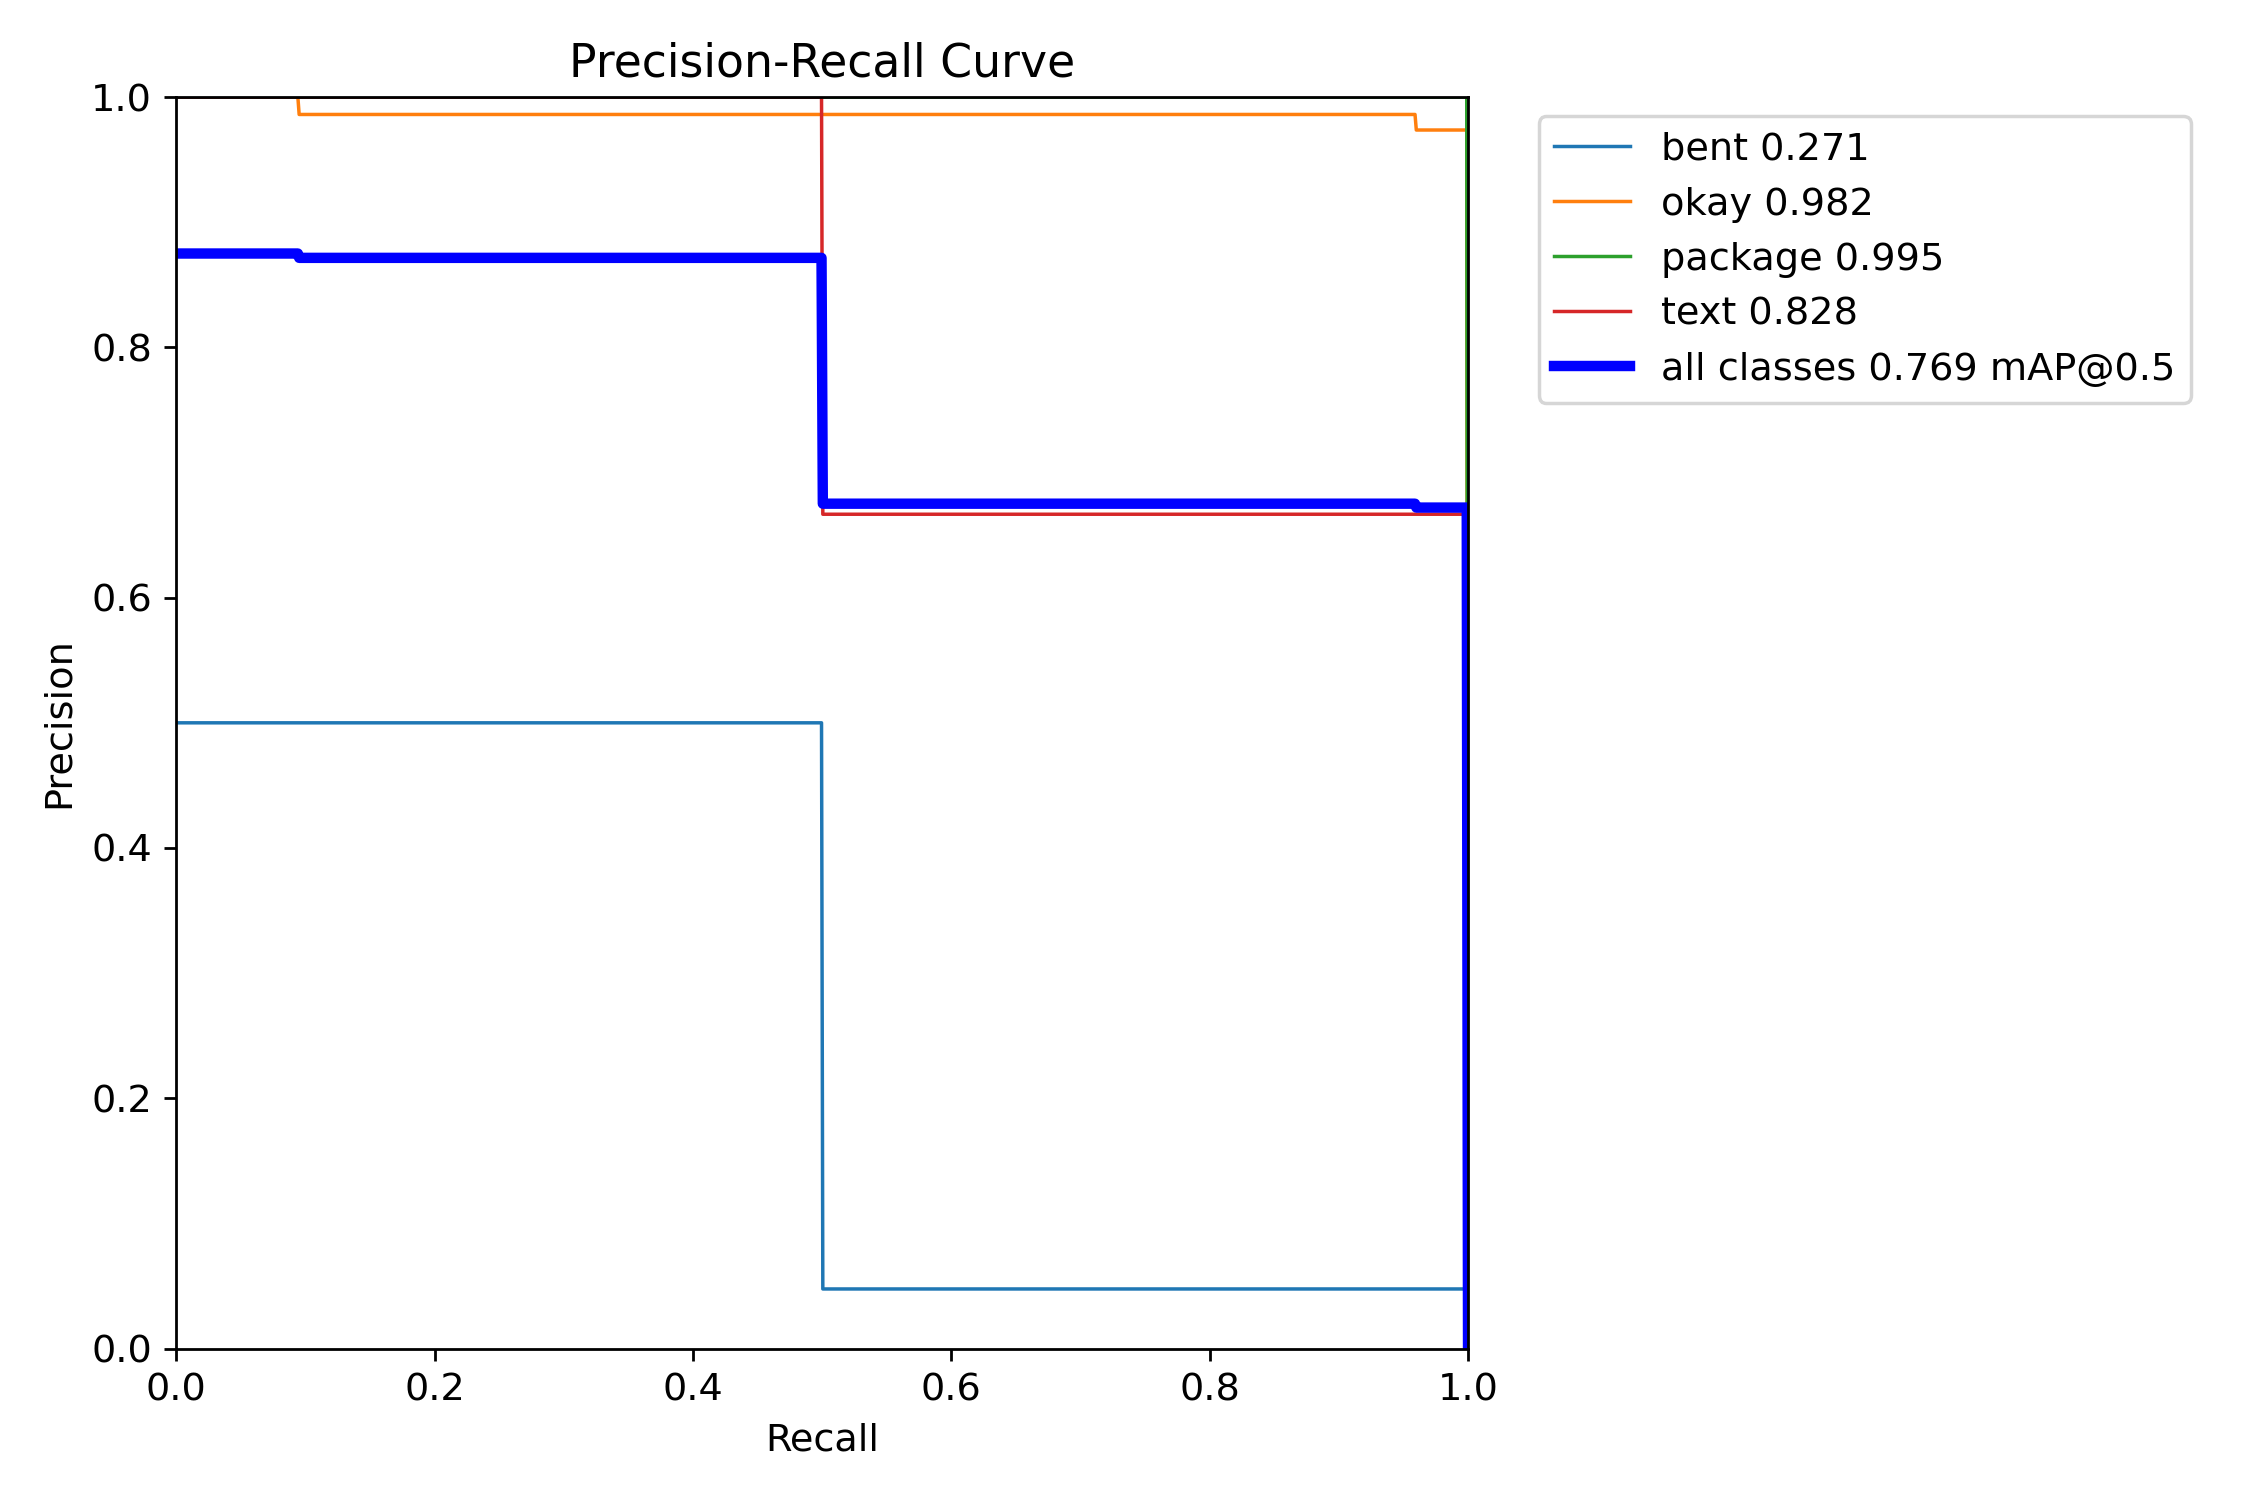 Precision-Recall Curve
1.0
0.8
0.6
0.4
0.2
0.0
Precision
0.0 0.2 0.4 0.6 0.8 1.0
Recall
bent 0.271
okay 0.982
package 0.995
text 0.828
all classes 0.769 mAP@0.5